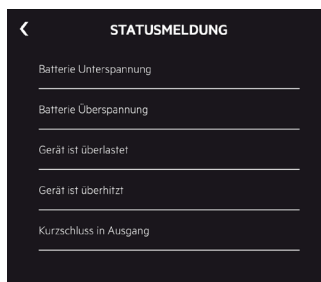 STATUSMELDUNG
Batterie Unterspannung
Batterie Überspannung
Gerät ist überlastet
Gerät ist überhitzt
Kurzschluss in Ausgang